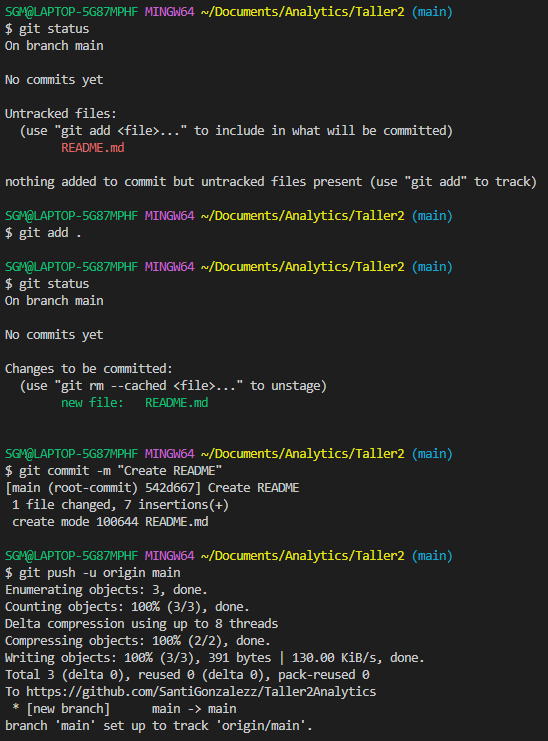 SGM@LAPTOP-5G87MPHF MINGW64 ~/Documents/Analytics/Taller2 (main)
$ git status
On branch main
No commits yet
Untracked files:
(use "git add <file>..." to include in what will be committed)
README.md
nothing added to commit but untracked files present (use "git add" to track)
SGM@LAPTOP-5G87MPHF MINGW64 ~/Documents/Analytics/Taller2 (main)
$ git add .
SGM@LAPTOP-5G87MPHF MINGW64 ~/Documents/Analytics/Taller2 (main)
$ git status
On branch main
No commits yet
Changes to be committed:
(use "git rm --cached <file>..." to unstage)
new file:   README.md
SGM@LAPTOP-5G87MPHF MINGW64 ~/Documents/Analytics/Taller2 (main)
$ git commit -m "Create README"
[main (root-commit) 542d667] Create README
1 file changed, 7 insertions(+)
create mode 100644 README.md
SGM@LAPTOP-5G87MPHF MINGW64 ~/Documents/Analytics/Taller2 (main)
$ git push -u origin main
Enumerating objects: 3, done.
Counting objects: 100% (3/3), done.
Delta compression using up to 8 threads
Compressing objects: 100% (2/2), done.
Writing objects: 100% (3/3), 391 bytes | 130.00 KiB/s, done.
Total 3 (delta 0), reused 0 (delta 0), pack-reused 0
To https://github.com/SantiGonzalezz/Taller2Analytics
* [new branch]      main -> main
branch 'main' set up to track 'origin/main'.